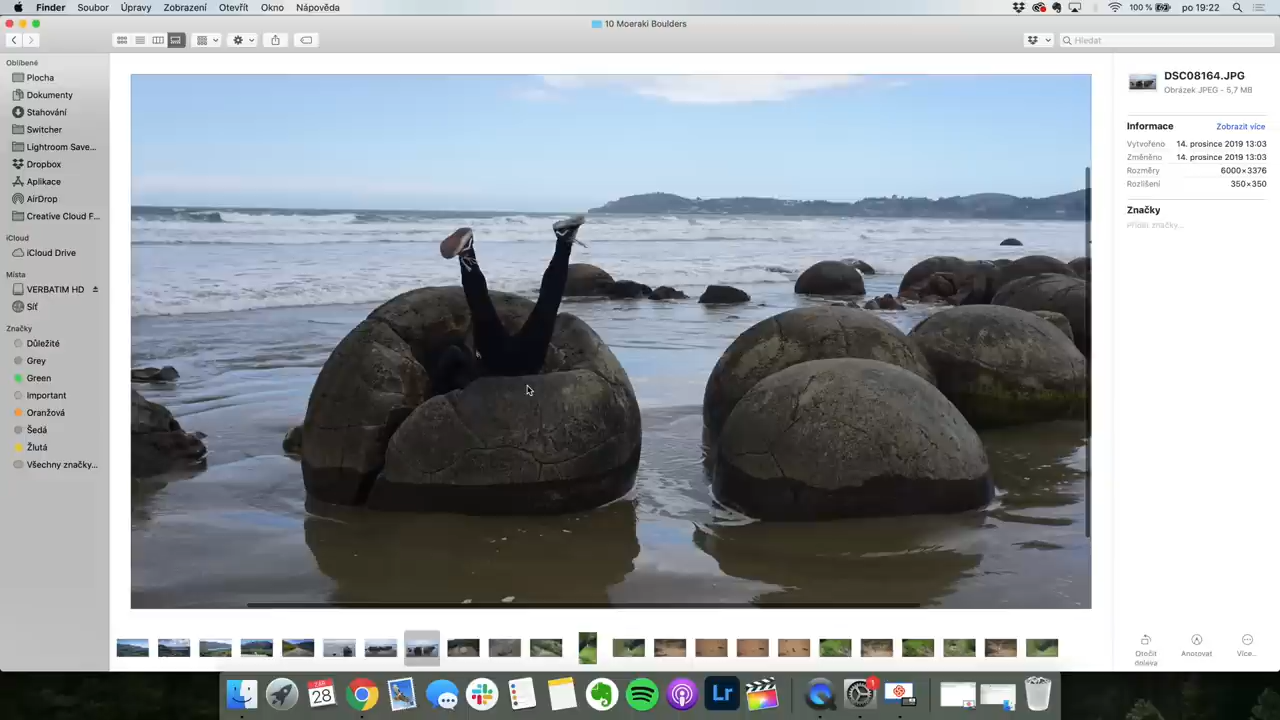 Finder Soubor Úpravy Zobrazení Otevřít Okno Nápověda 100 % po 19:22
10 Moeraki Boulders
Hledat
Oblíbené
Plocha
Dokumenty
Stahování
Switcher
Lightroom Save...
Dropbox
Aplikace
AirDrop
Creative Cloud F...
iCloud
iCloud Drive
Místa
VERBATIM HD
Síť
Značky
Důležité
Grey
Green
Important
Oranžová
Šedá
Žlutá
Všechny značky...
DSC08164.JPG
Obrázek JPEG - 5,7 MB
Informace Zobrazit více
Vytvořeno 14. prosince 2019 13:03
Změněno 14. prosince 2019 13:03
Rozměry 6000×3376
Rozlišení 350×350
Značky
Přidat značky...
Otočit doleva
Anotovat
Více...
ZÁŘ
28
Lr
1